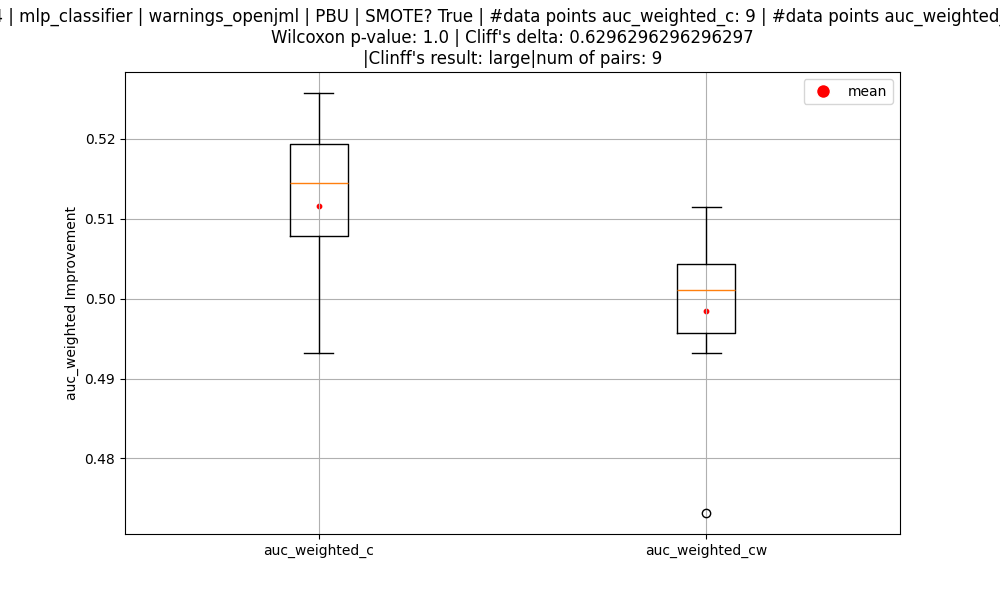 | mlp_classifier | warnings_openjml | PBU | SMOTE? True | #data points auc_weighted_c: 9 | #data points auc_weighted_
Wilcoxon p-value: 1.0 | Cliff's delta: 0.6296296296296297
|Clinff's result: large|num of pairs: 9
mean
0.52
0.51
0.50
0.49
0.48
auc_weighted Improvement
auc_weighted_c
auc_weighted_cw